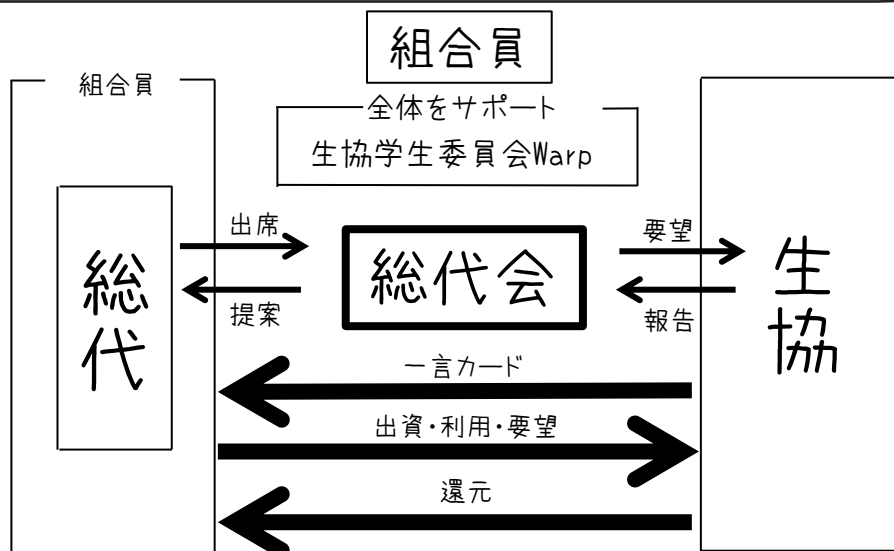 組合員
組合員
全体をサポート
生協学生委員会Warp
総代
出席
提案
総代会
要望
報告
生協
一言カード
出資・利用・要望
還元